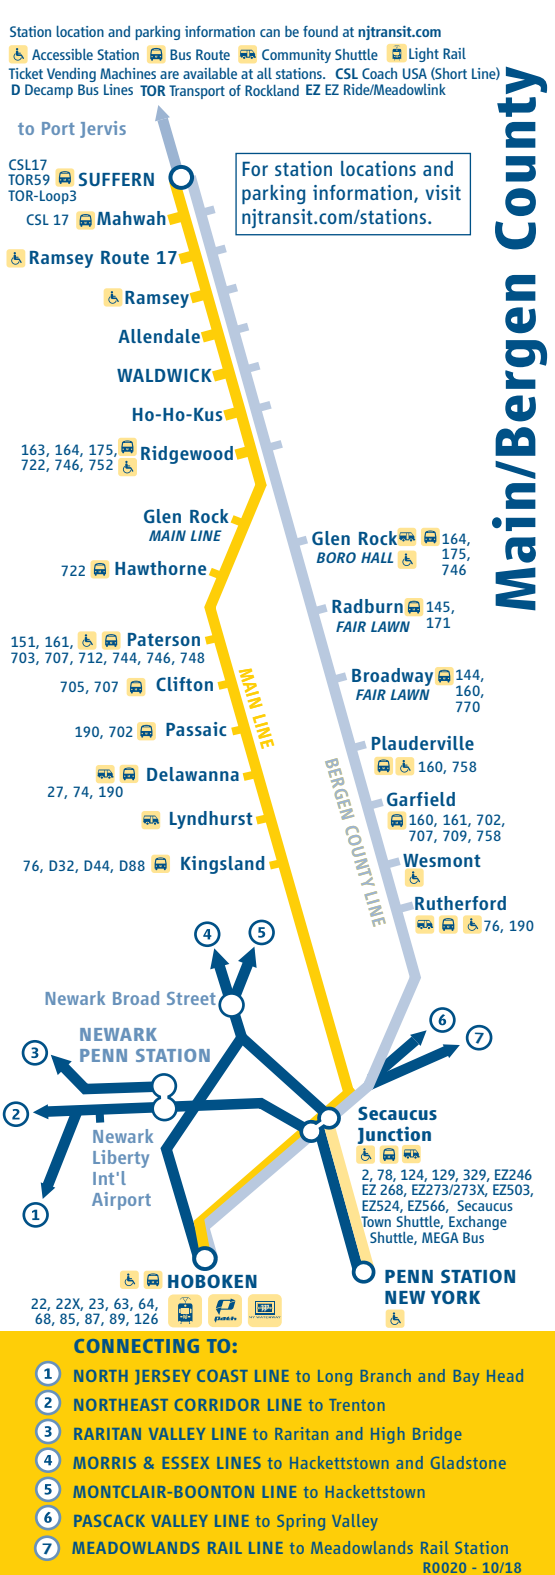 Station location and parking information can be found at njtransit.com
Accessible Station Bus Route Community Shuttle Light Rail
Ticket Vending Machines are available at all stations. CSL Coach USA (Short Line)
D Decamp Bus Lines TOR Transport of Rockland EZ EZ Ride/Meadowlink
Main/Bergen County
to Port Jervis
For station locations and
parking information, visit
njtransit.com/stations.
CSL17
TOR59
TOR-Loop3
SUFFERN
CSL 17 Mahwah
Ramsey Route 17
Ramsey
Allendale
WALDWICK
Ho-Ho-Kus
163, 164, 175,
722, 746, 752
Ridgewood
Glen Rock
MAIN LINE
722 Hawthorne
151, 161, Paterson
703, 707, 712, 744, 746, 748
705, 707 Clifton
190, 702 Passaic
Delawanna
27, 74, 190
Lyndhurst
76, D32, D44, D88 Kingsland
MAIN LINE
Glen Rock 164,
BORO HALL 175,
746
Radburn 145,
FAIR LAWN 171
Broadway 144,
FAIR LAWN 160,
770
Plauderville
160, 758
Garfield
160, 161, 702,
707, 709, 758
Wesmont
Rutherford
76, 190
BERGEN COUNTY LINE
4
5
Newark Broad Street
NEWARK
PENN STATION
3
2
Newark
Liberty
Int'l
Airport
1
6
7
Secaucus
Junction
2, 78, 124, 129, 329, EZ246
EZ 268, EZ273/273X, EZ503,
EZ524, EZ566, Secaucus
Town Shuttle, Exchange
Shuttle, MEGA Bus
HOBOKEN
22, 22X, 23, 63, 64,
68, 85, 87, 89, 126
path
NY WATERWAY
PENN STATION
NEW YORK
CONNECTING TO:
1 NORTH JERSEY COAST LINE to Long Branch and Bay Head
2 NORTHEAST CORRIDOR LINE to Trenton
3 RARITAN VALLEY LINE to Raritan and High Bridge
4 MORRIS & ESSEX LINES to Hackettstown and Gladstone
5 MONTCLAIR-BOONTON LINE to Hackettstown
6 PASCACK VALLEY LINE to Spring Valley
7 MEADOWLANDS RAIL LINE to Meadowlands Rail Station
R0020 - 10/18